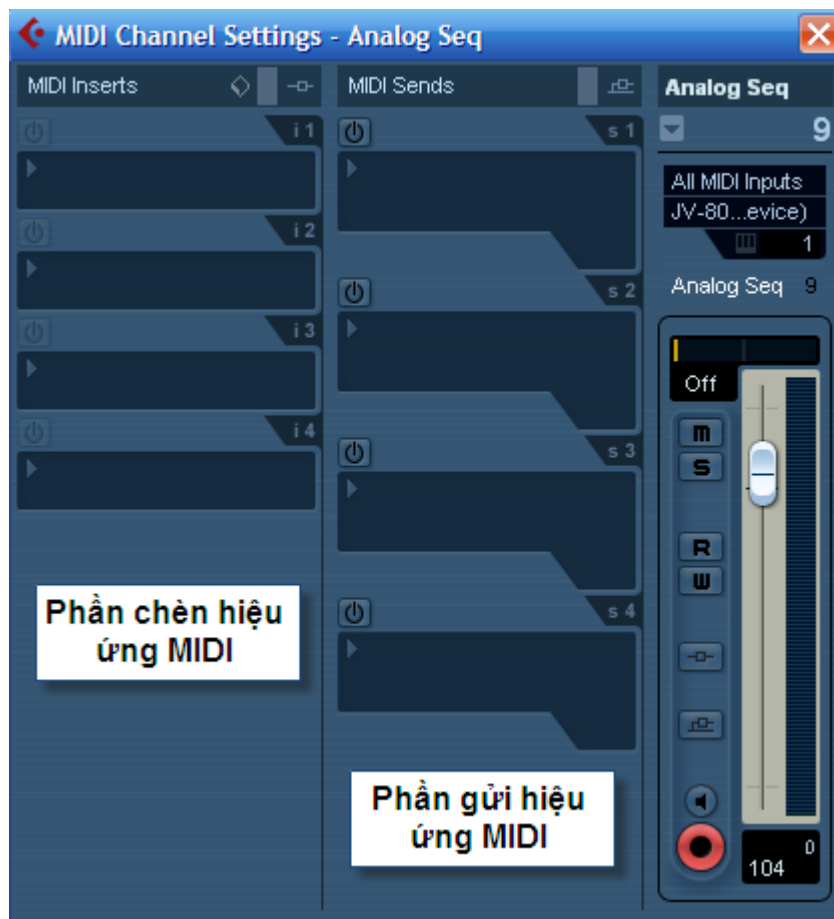 MIDI Channel Settings - Analog Seq
MIDI Inserts
i 1
i 2
i 3
i 4
Phần chèn hiệu
ứng MIDI
MIDI Sends
s 1
s 2
s 3
s 4
Phần gửi hiệu
ứng MIDI
Analog Seq
9
All MIDI Inputs
JV-80...evice)
1
Analog Seq 9
Off
M
S
R
W
0
104